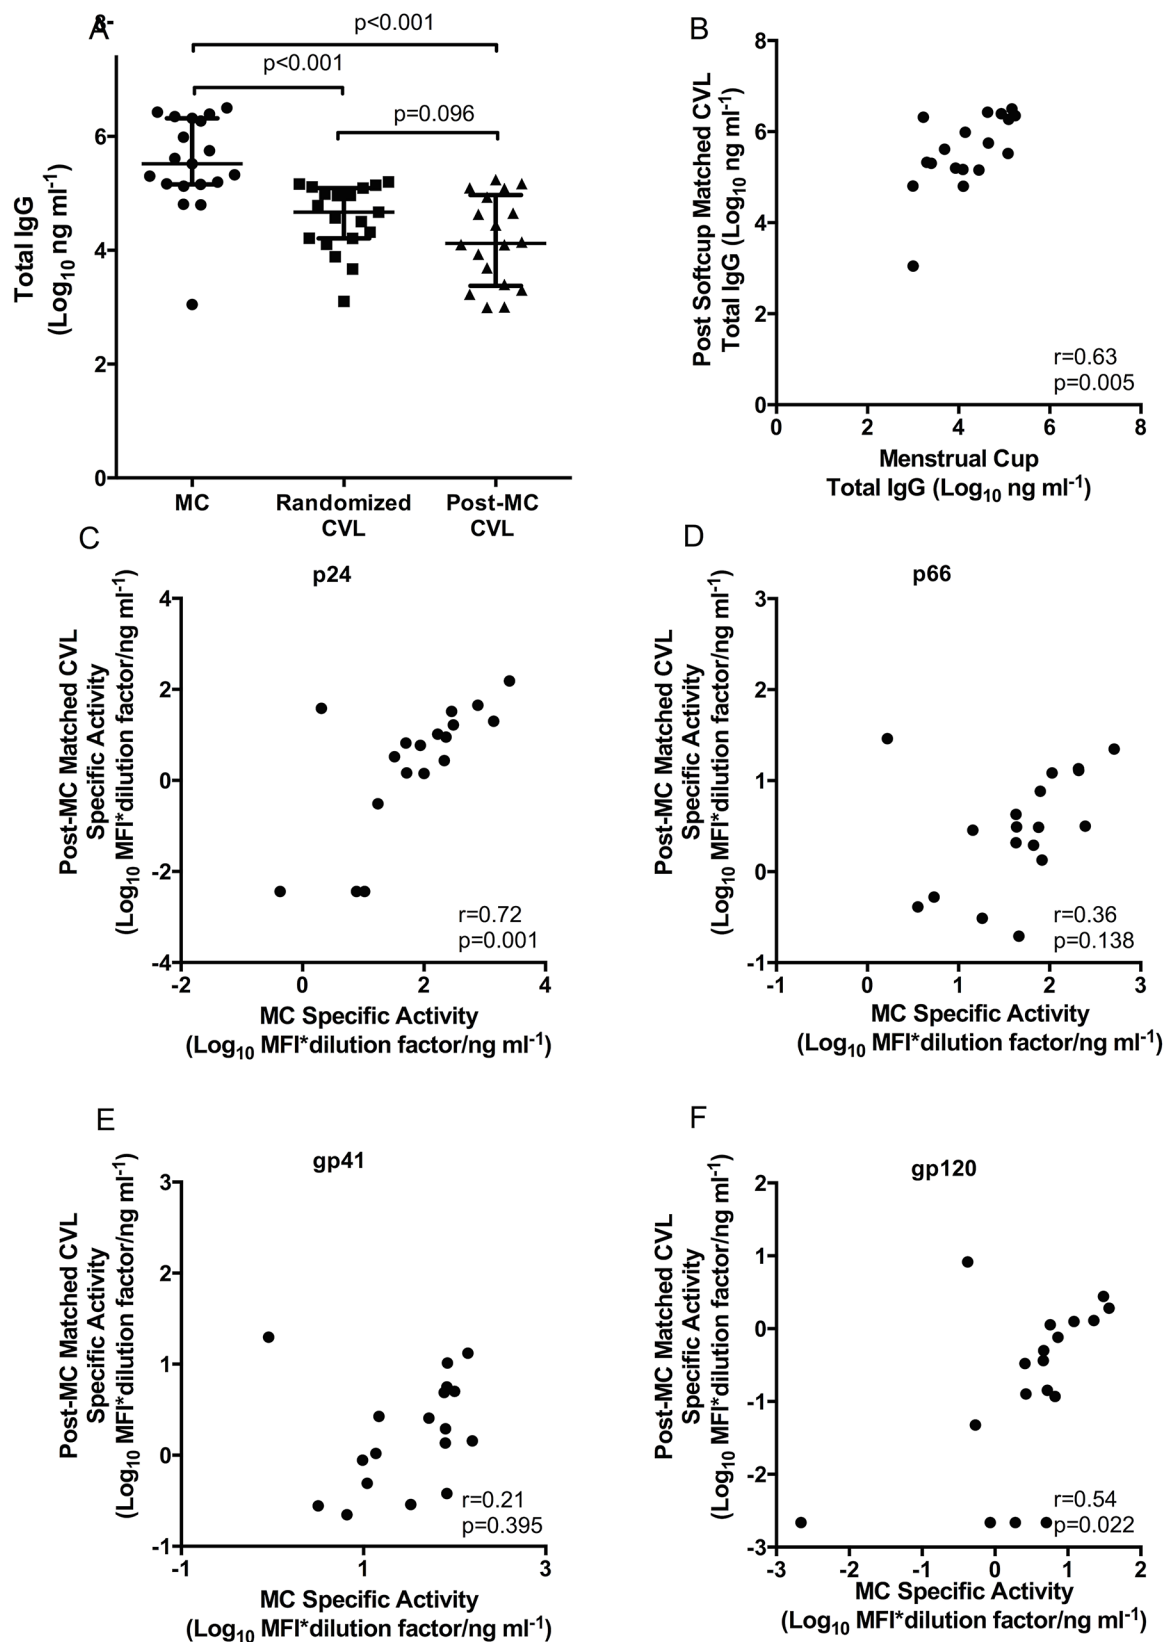 A
8
p<0.001
p<0.001
p=0.096
6
4
2
0
Total IgG
(Log10 ng ml-1)
MC
Randomized
CVL
Post-MC
CVL
B
8
6
4
2
0
Post Softcup Matched CVL
Total IgG (Log10 ng ml-1)
r=0.63
p=0.005
0 2 4 6 8
Menstrual Cup
Total IgG (Log10 ng ml-1)
C
p24
4
2
0
-2
-4
Post-MC Matched CVL
Specific Activity
(Log10 MFI*dilution factor/ng ml-1)
r=0.72
p=0.001
-2 0 2 4
MC Specific Activity
(Log10 MFI*dilution factor/ng ml-1)
D
p66
3
2
1
0
-1
Post-MC Matched CVL
Specific Activity
(Log10 MFI*dilution factor/ng ml-1)
r=0.36
p=0.138
-1 0 1 2 3
MC Specific Activity
(Log10 MFI*dilution factor/ng ml-1)
E
gp41
3
2
1
0
-1
Post-MC Matched CVL
Specific Activity
(Log10 MFI*dilution factor/ng ml-1)
r=0.21
p=0.395
-1 1 3
MC Specific Activity
(Log10 MFI*dilution factor/ng ml-1)
F
gp120
2
1
0
-1
-2
-3
Post-MC Matched CVL
Specific Activity
(Log10 MFI*dilution factor/ng ml-1)
r=0.54
p=0.022
-3 -2 -1 0 1 2
MC Specific Activity
(Log10 MFI*dilution factor/ng ml-1)